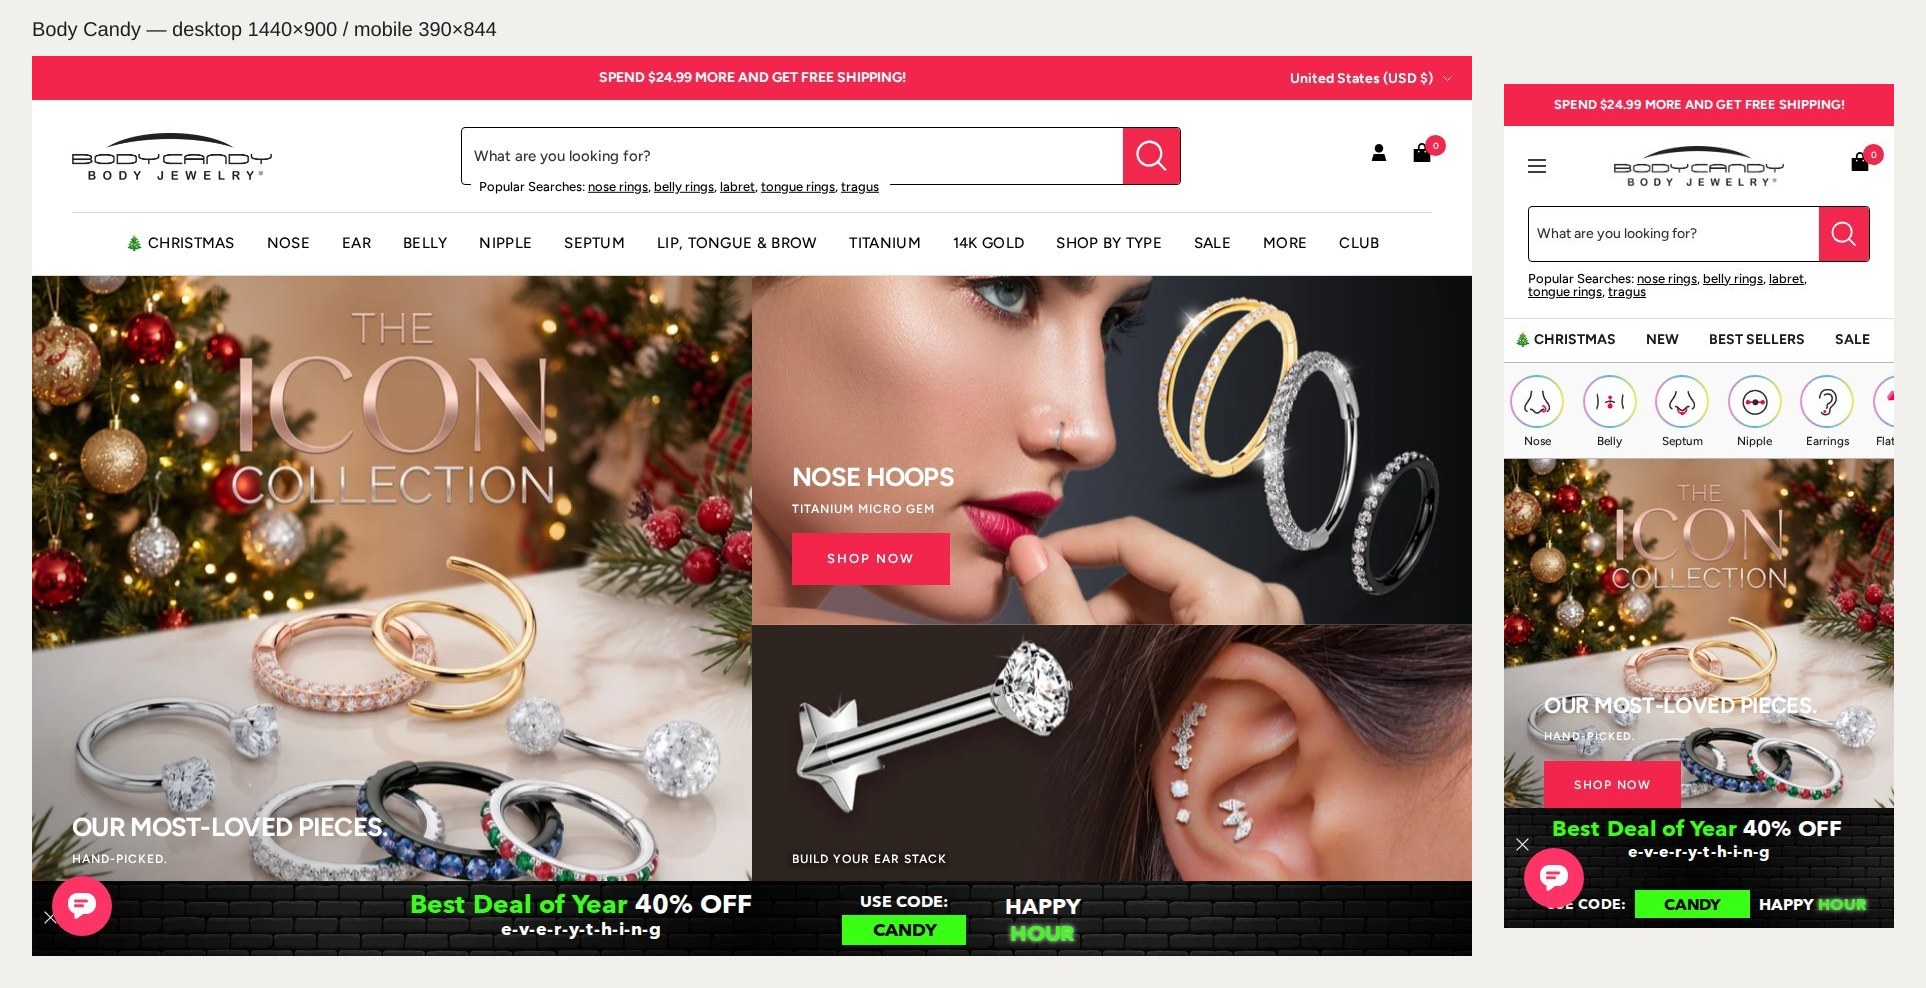 Body Candy — desktop 1440×900 / mobile 390×844
SPEND $24.99 MORE AND GET FREE SHIPPING!
United States (USD $)
BODYCANDY
BODY JEWELRY®
What are you looking for?
0
Popular Searches: nose rings, belly rings, labret, tongue rings, tragus
🎄 CHRISTMAS NOSE EAR BELLY NIPPLE SEPTUM LIP, TONGUE & BROW TITANIUM 14K GOLD SHOP BY TYPE SALE MORE CLUB
THE
ICON
COLLECTION
OUR MOST-LOVED PIECES.
HAND-PICKED.
NOSE HOOPS
TITANIUM MICRO GEM
SHOP NOW
BUILD YOUR EAR STACK
Best Deal of Year 40% OFF
e-v-e-r-y-t-h-i-n-g
USE CODE:
CANDY
HAPPY
HOUR
SPEND $24.99 MORE AND GET FREE SHIPPING!
BODYCANDY
BODY JEWELRY®
0
What are you looking for?
Popular Searches: nose rings, belly rings, labret,
tongue rings, tragus
🎄 CHRISTMAS NEW BEST SELLERS SALE
Nose Belly Septum Nipple Earrings Flat
THE
ICON
COLLECTION
OUR MOST-LOVED PIECES.
HAND-PICKED.
SHOP NOW
Best Deal of Year 40% OFF
e-v-e-r-y-t-h-i-n-g
CODE: CANDY HAPPY HOUR